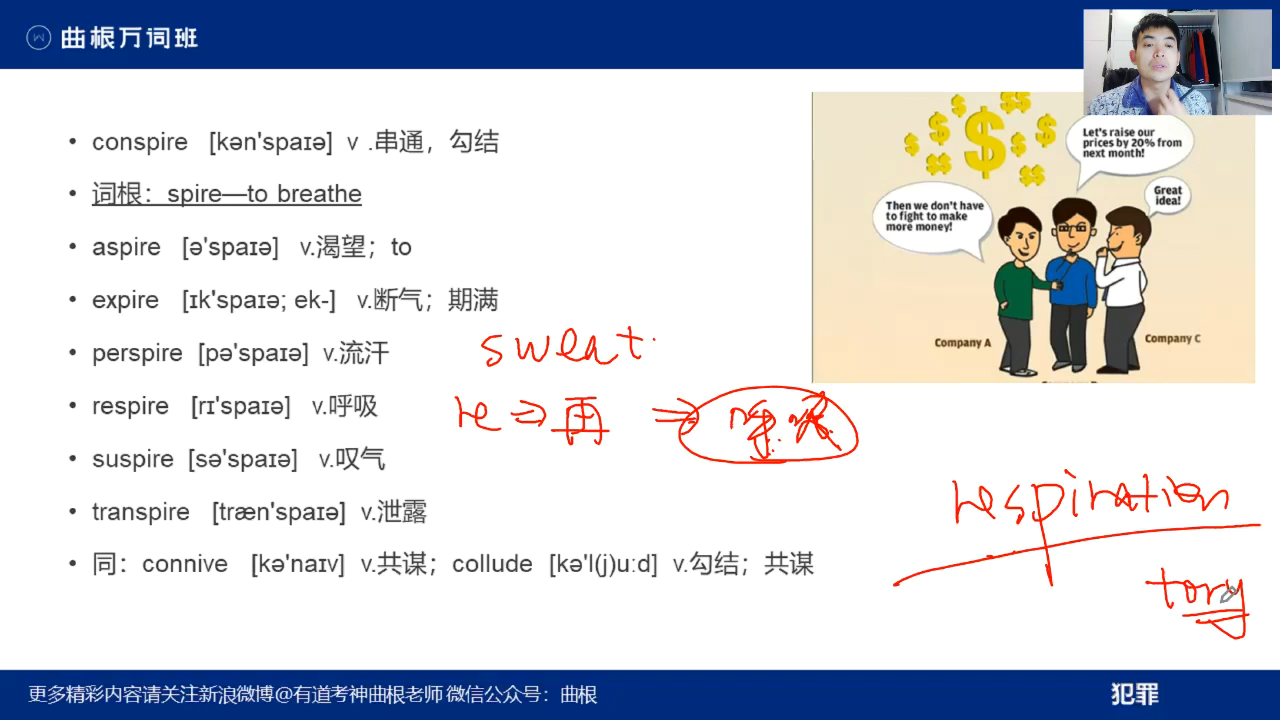 曲根万词班
• conspire [kən'spaɪə] v .串通，勾结
• 词根：spire—to breathe
• aspire [ə'spaɪə] v.渴望；to
• expire [ɪk'spaɪə; ek-] v.断气；期满
• perspire [pə'spaɪə] v.流汗
sweat.
• respire [rɪ'spaɪə] v.呼吸
re ⇒ 再 ⇒ 呼吸
• suspire [sə'spaɪə] v.叹气
• transpire [træn'spaɪə] v.泄露
• 同：connive [kə'naɪv] v.共谋；collude [kə'l(j)uːd] v.勾结；共谋
respiration
tory
Let's raise our
prices by 20% from
next month!
Great
idea!
Then we don't have
to fight to make
more money!
Company A
Company C
更多精彩内容请关注新浪微博@有道考神曲根老师 微信公众号：曲根
犯罪